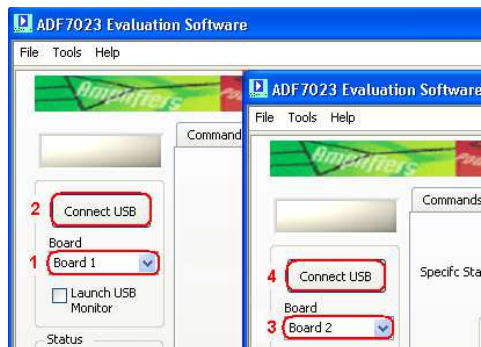 ADF7023 Evaluation Software
File Tools Help
Amplifiers
Command
2 Connect USB
Board
1 Board 1
Launch USB
Monitor
Status
ADF7023 Evaluation Software
File Tools Help
Amplifiers
Commands
4 Connect USB
Specifc Sta
Board
3 Board 2